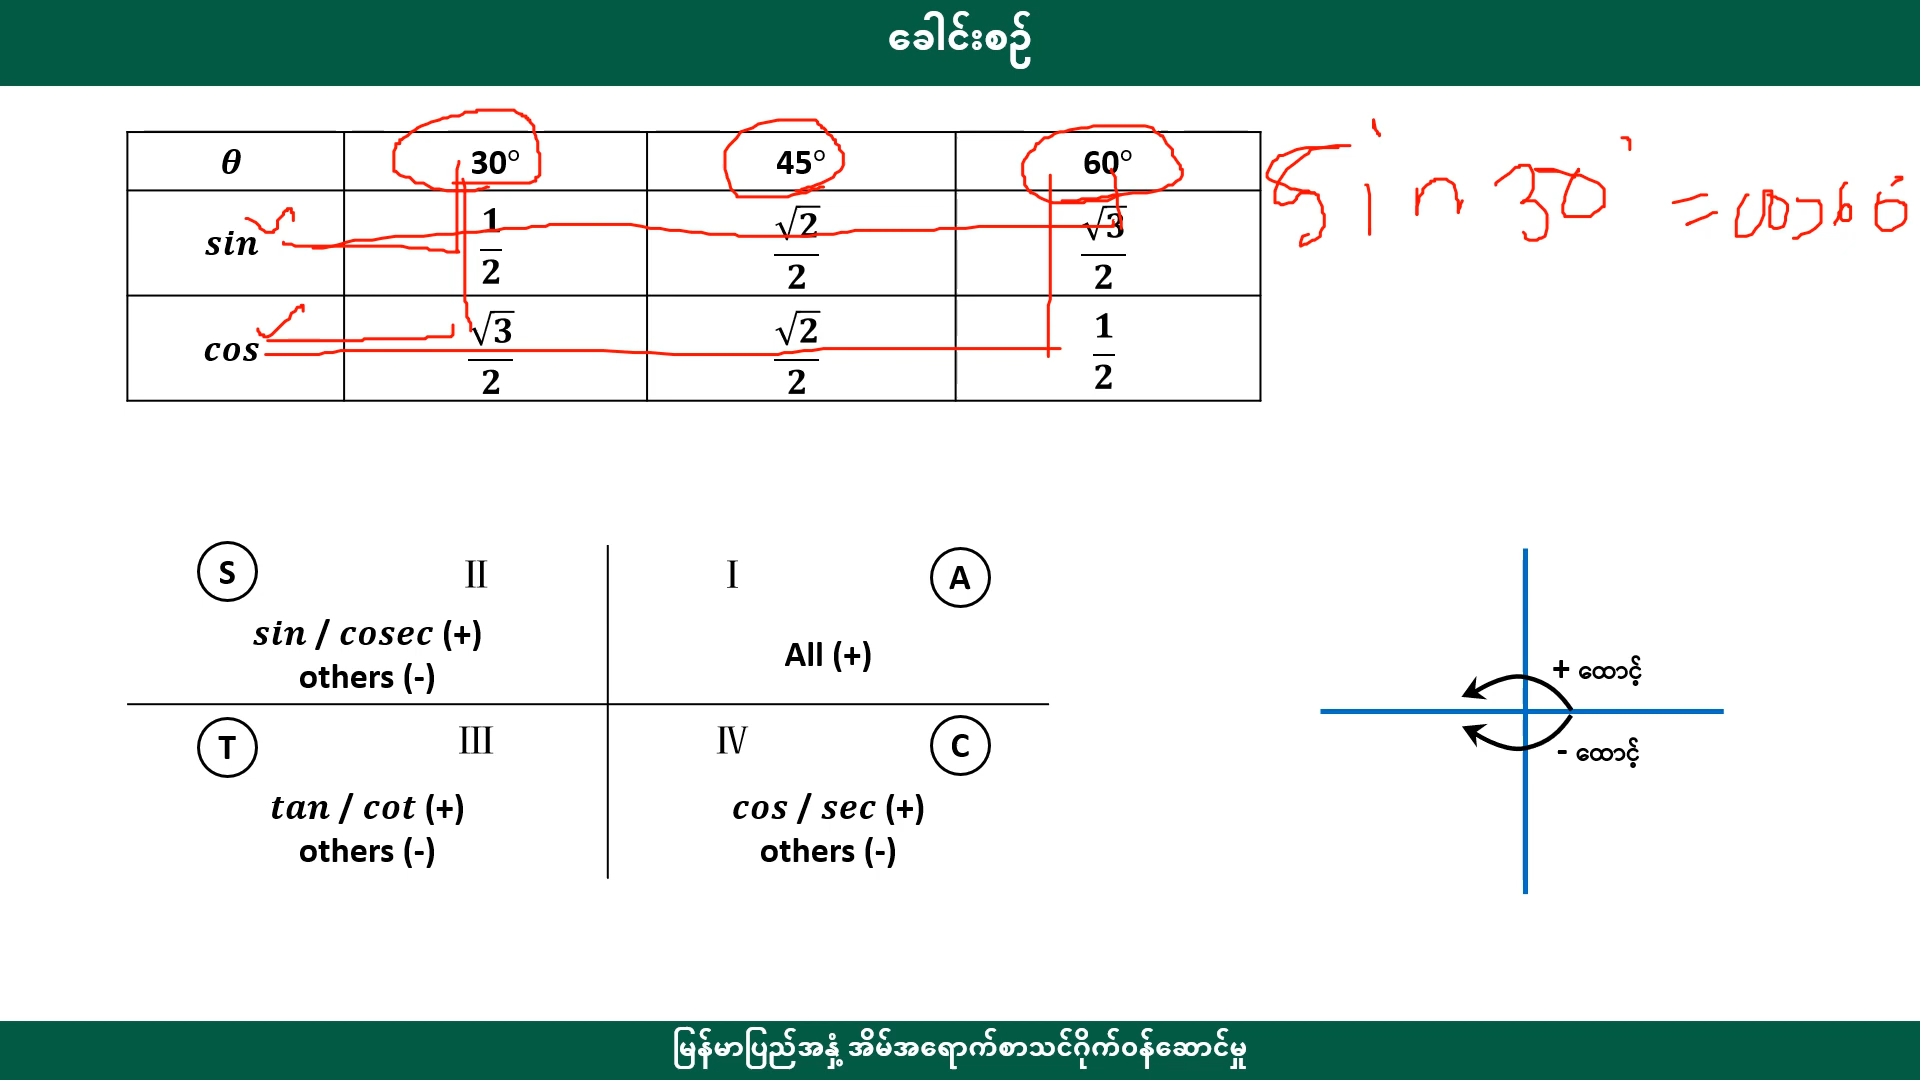 ခေါင်းစဉ်
θ 30° 45° 60°
sin 1/2 √2/2 √3/2
cos √3/2 √2/2 1/2
sin 30° = cos 60
S II I A
sin / cosec (+)
others (-)
All (+)
T III IV C
tan / cot (+)
others (-)
cos / sec (+)
others (-)
+ ထောင့်
- ထောင့်
မြန်မာပြည်အနှံ့ အိမ်အရောက်စာသင်ဂိုက်ဝန်ဆောင်မှု